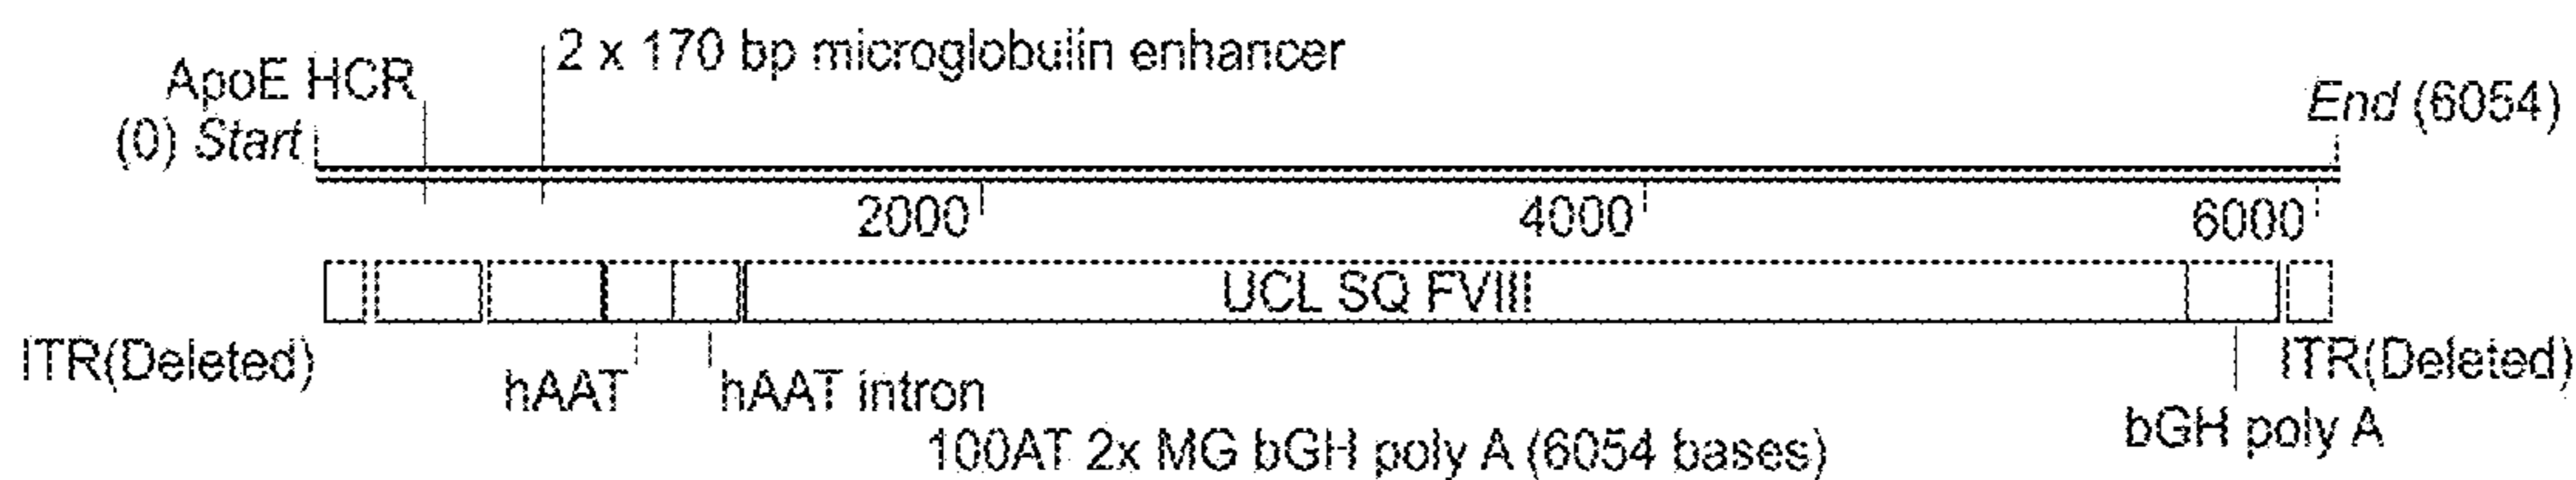 2 x 170 bp microglobulin enhancer
ApoE HCR
(0) Start
End (6054)
2000
4000
6000
UCL SQ FVIII
ITR(Deleted)
hAAT
hAAT intron
ITR(Deleted)
bGH poly A
100AT 2x MG bGH poly A (6054 bases)